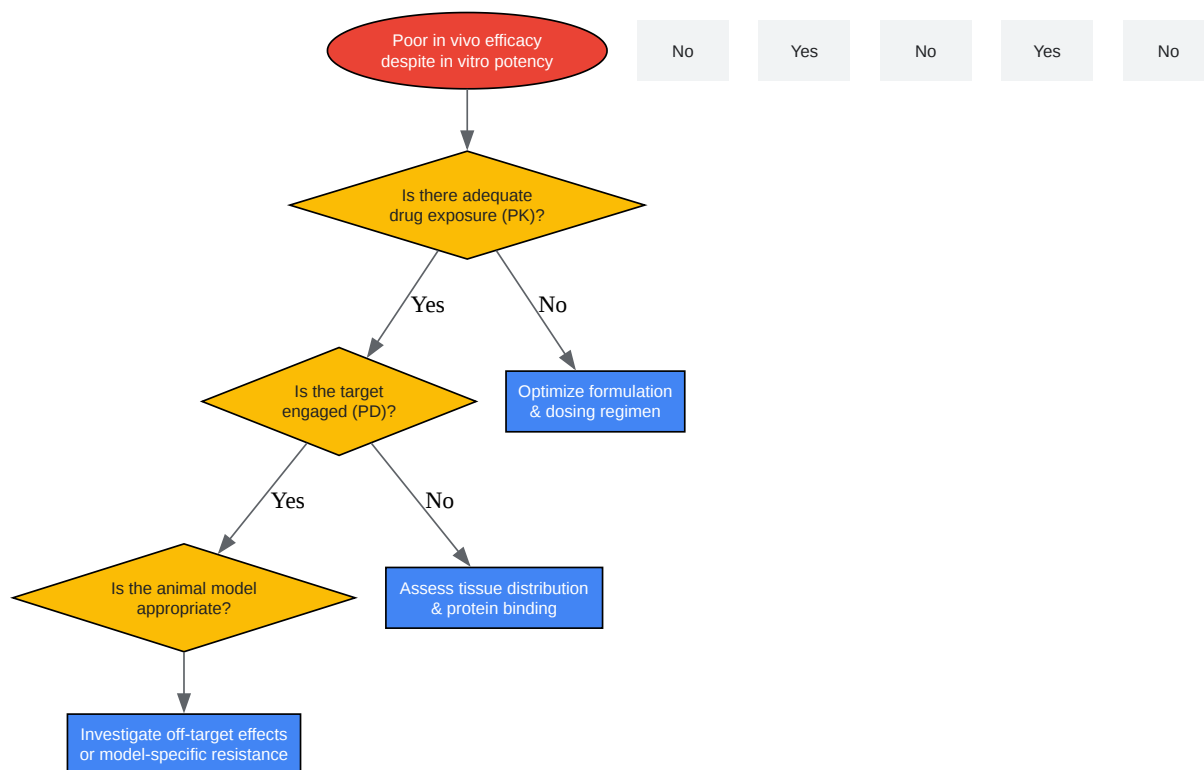 Poor in vivo efficacy
despite in vitro potency
No
Yes
No
Yes
No
Is there adequate
drug exposure (PK)?
Yes
No
Is the target
engaged (PD)?
Optimize formulation
& dosing regimen
Yes
No
Is the animal model
appropriate?
Assess tissue distribution
& protein binding
Investigate off-target effects
or model-specific resistance